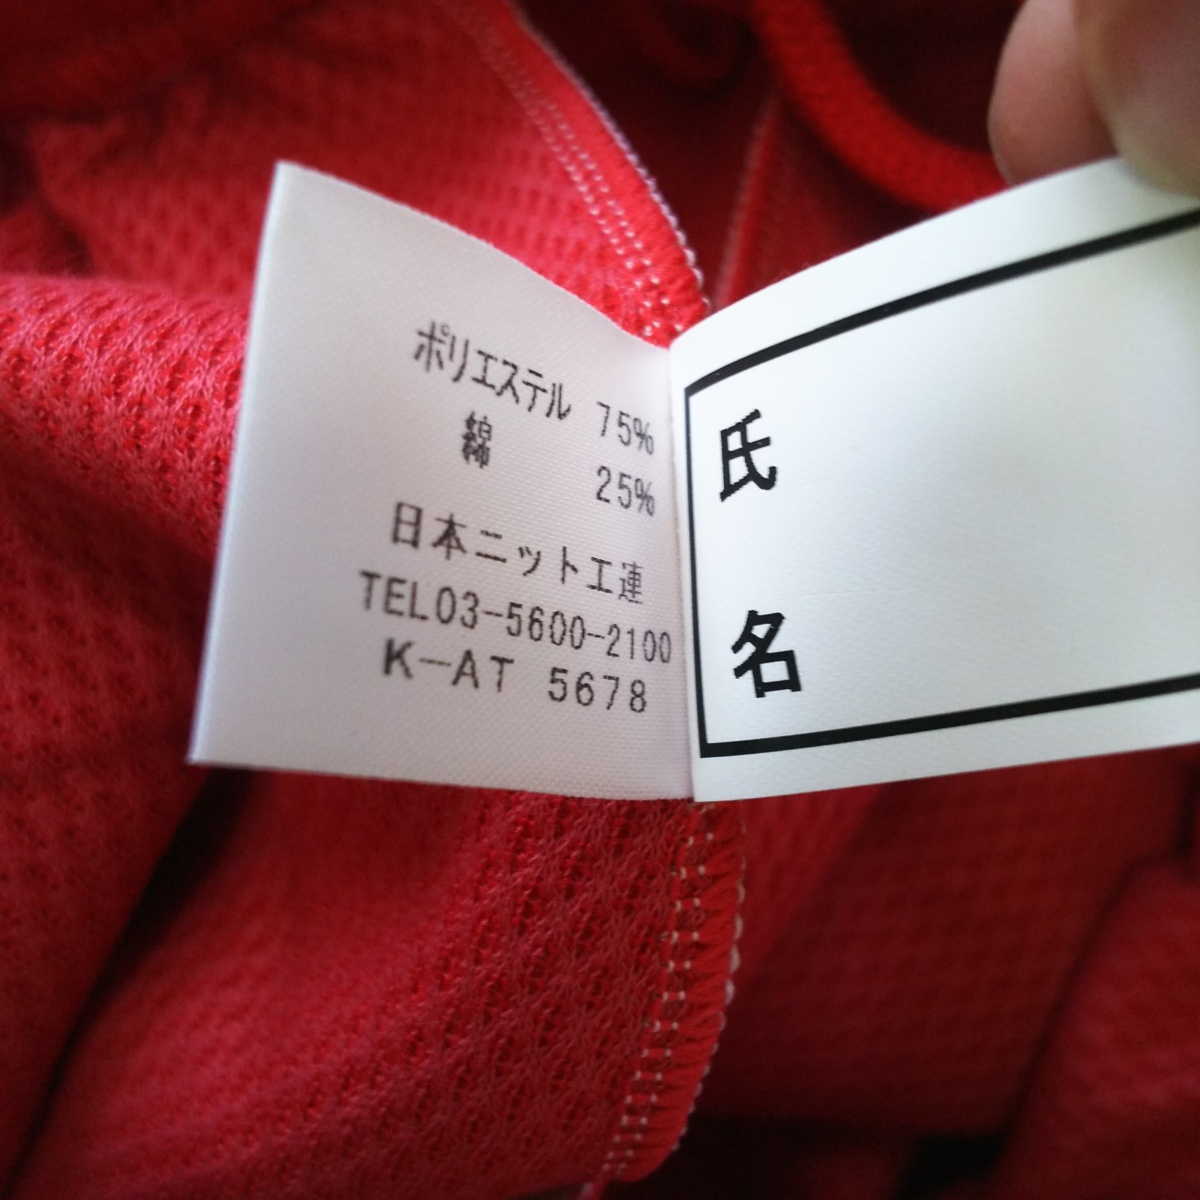 ポリエステル 75%
綿 25%
日本ニット工連
TEL03-5600-2100
K-AT 5678
氏名